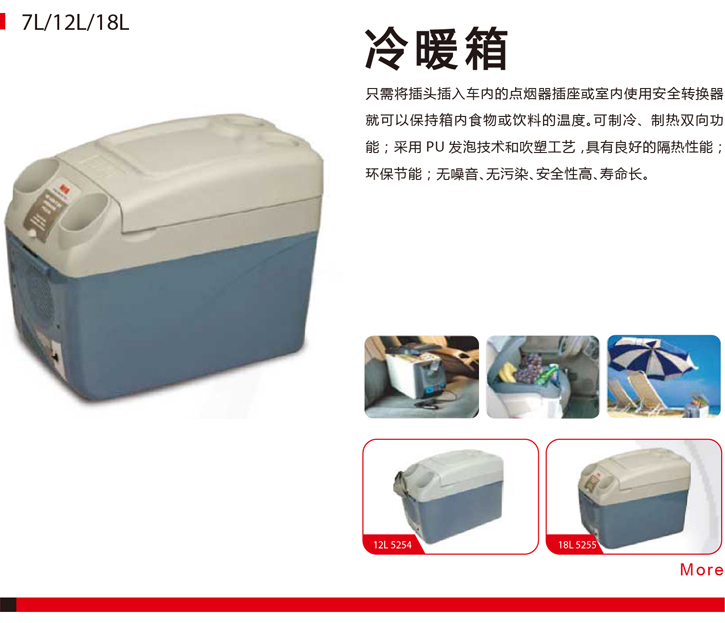 7L/12L/18L
冷暖箱
只需将插头插入车内的点烟器插座或室内使用安全转换器
就可以保持箱内食物或饮料的温度。可制冷、制热双向功
能；采用 PU 发泡技术和吹塑工艺,具有良好的隔热性能；
环保节能；无噪音、无污染、安全性高、寿命长。
12L 5254
18L 5255
More